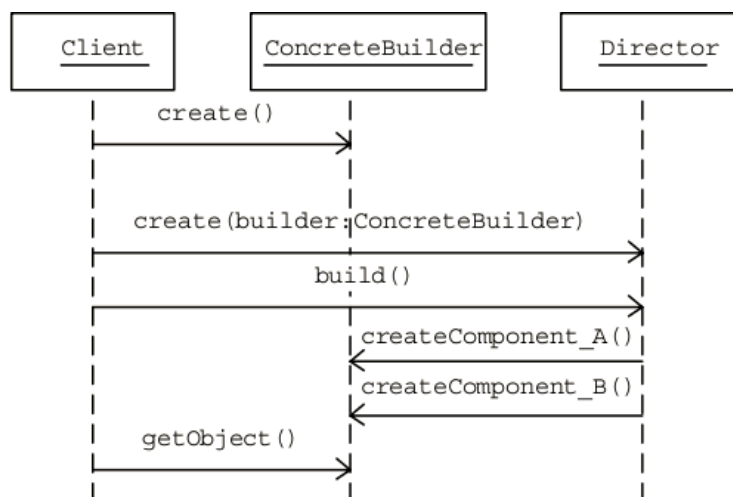 Client
ConcreteBuilder
Director
create()
create(builder:ConcreteBuilder)
build()
createComponent_A()
createComponent_B()
getObject()